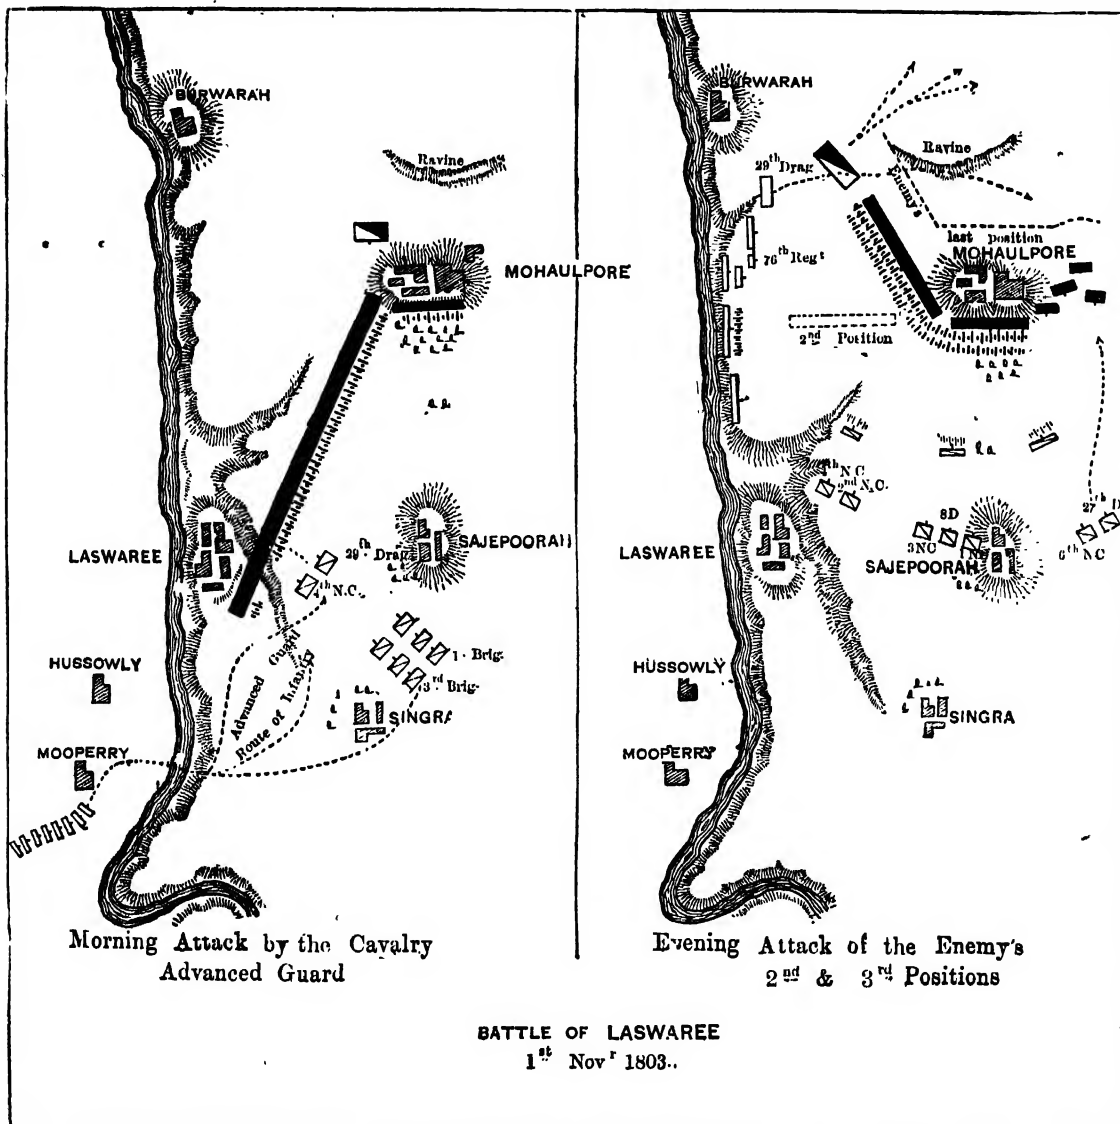 BURWARAH
Ravine
MOHAULPORE
LASWAREE
29th Drag
SAJEPOORAH
th N.C.
HUSSOWLY
Advanced Guard
Route of Infantry
1. Brig.
3rd Brig.
SINGRA
MOOPERRY
Morning Attack by the Cavalry
Advanced Guard
BURWARAH
29th Drag
Ravine
Enemy's
last position
76th Regt
MOHAULPORE
2nd Position
th N.C.
2nd N.C.
LASWAREE
8D
3NC
27th
6th NC
SAJEPOORAH
HUSSOWLY
SINGRA
MOOPERRY
Evening Attack of the Enemy's
2nd & 3rd Positions
BATTLE OF LASWAREE
1st Novr 1803..